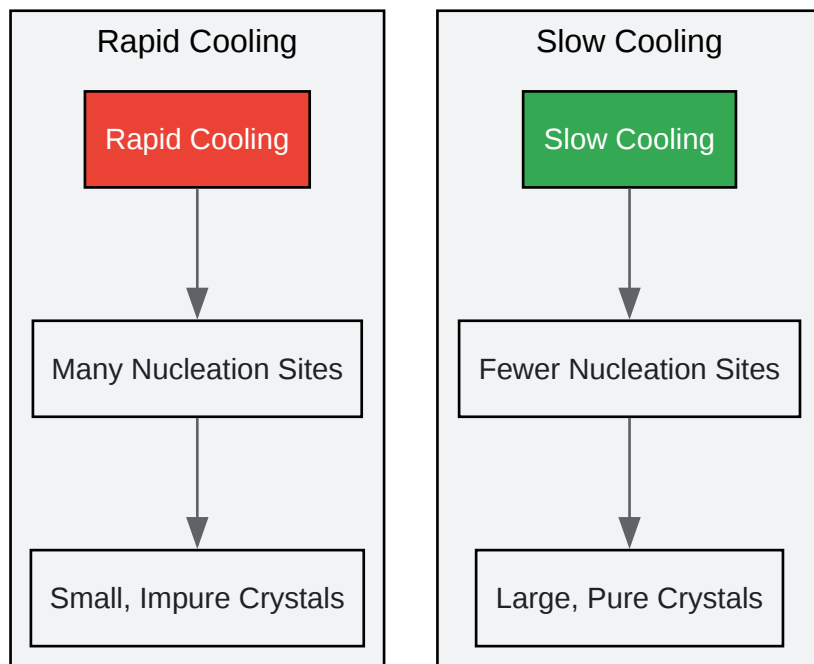 Rapid Cooling
Rapid Cooling
Many Nucleation Sites
Small, Impure Crystals
Slow Cooling
Slow Cooling
Fewer Nucleation Sites
Large, Pure Crystals